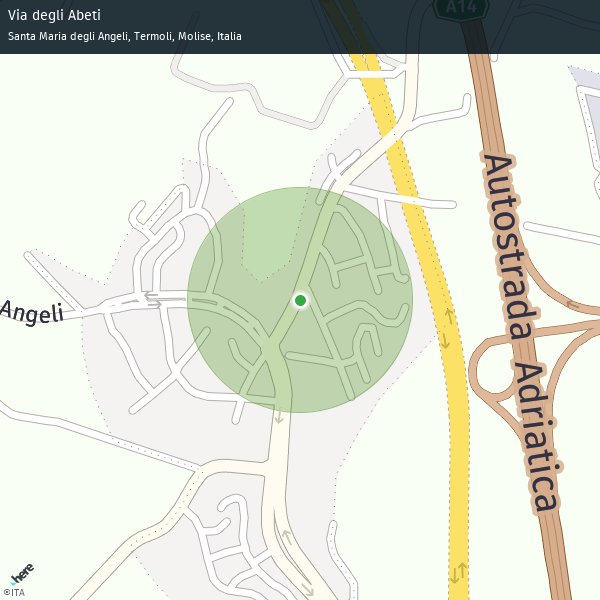 Via degli Abeti
Santa Maria degli Angeli, Termoli, Molise, Italia
A14
Autostrada Adriatica
Angeli
here
©ITA